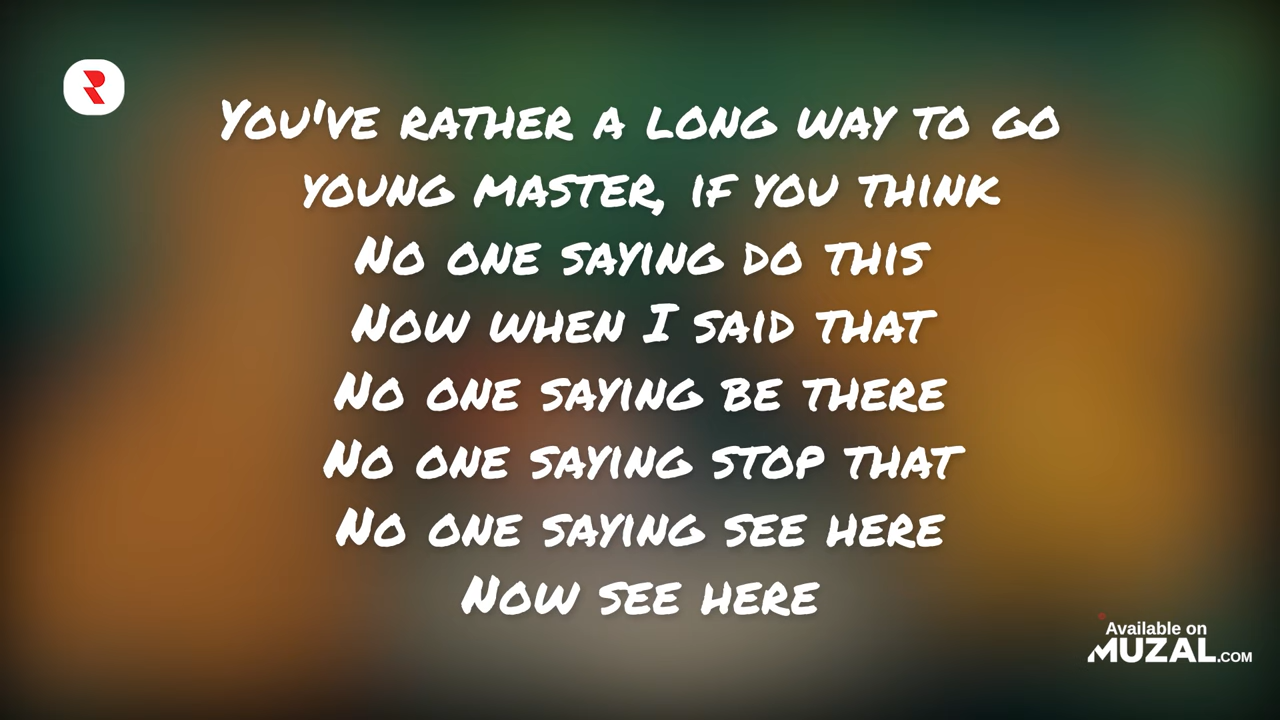 You've rather a long way to go
young master, if you think
No one saying do this
Now when I said that
No one saying be there
No one saying stop that
No one saying see here
Now see here
Available on
MUZAL.COM